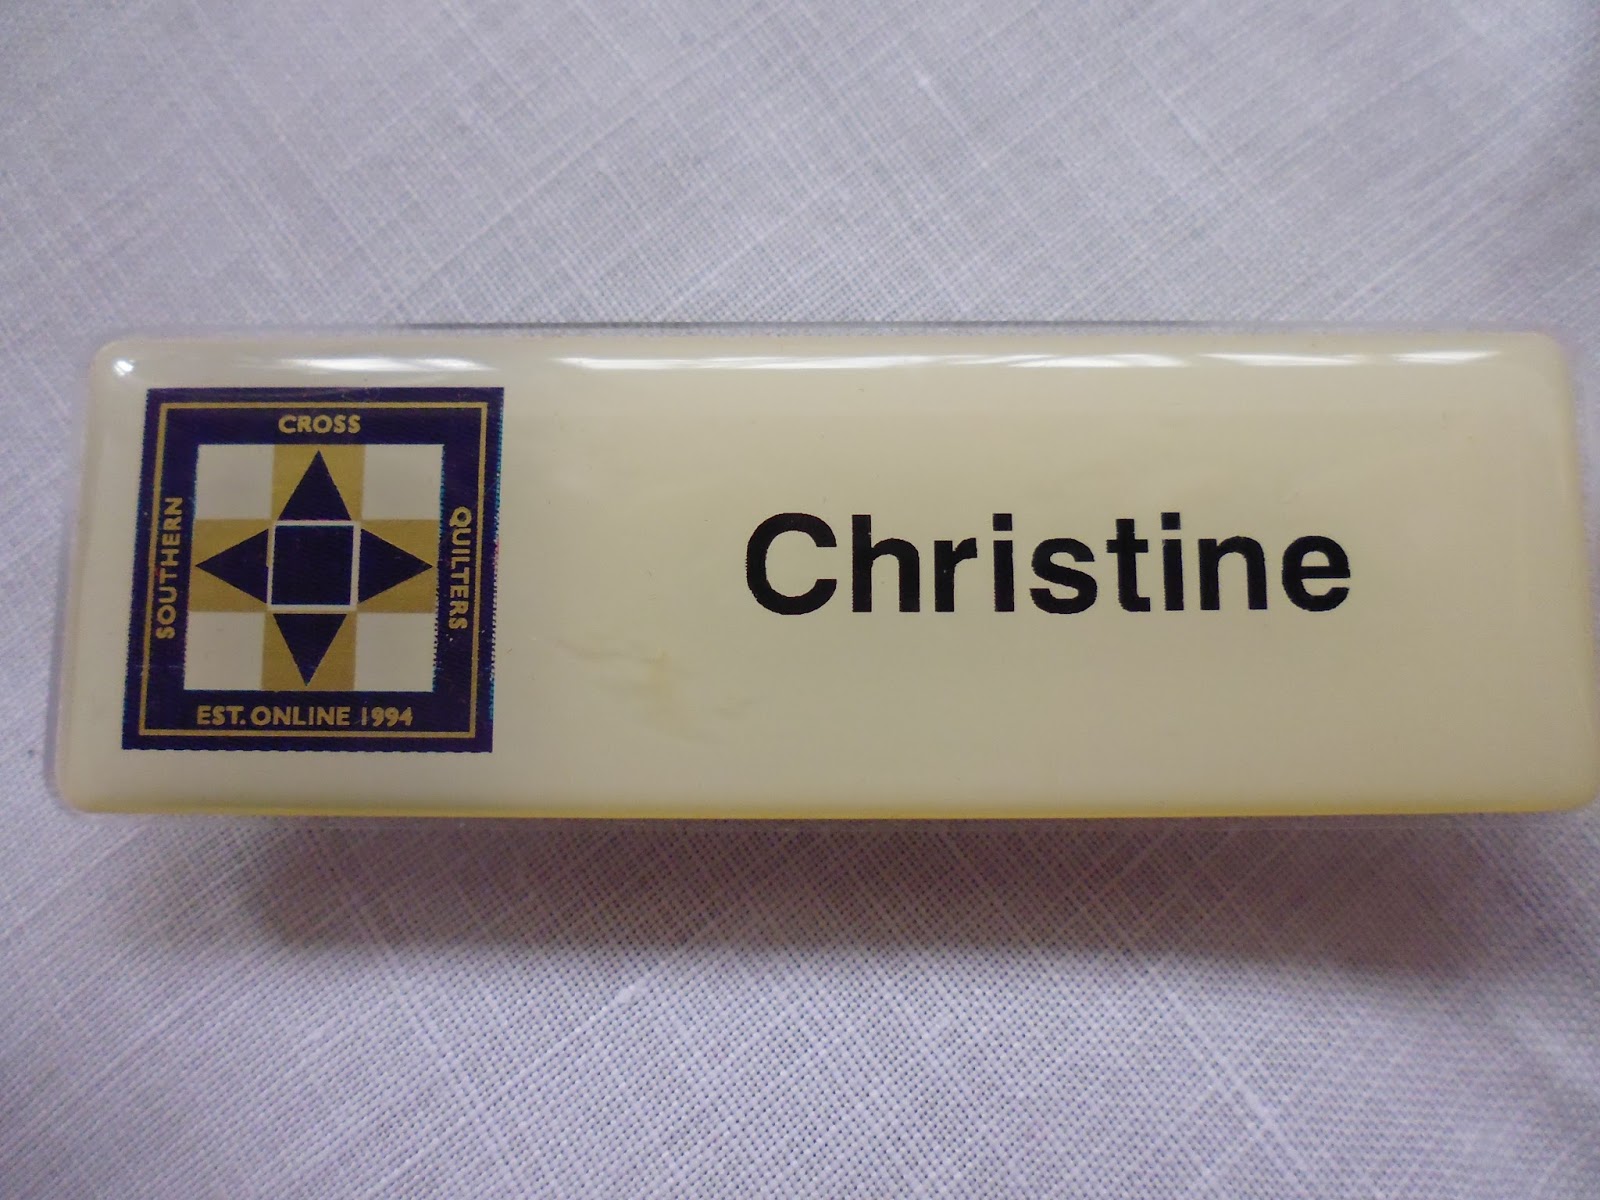 SOUTHERN
CROSS
QUILTERS
EST. ONLINE 1994
Christine